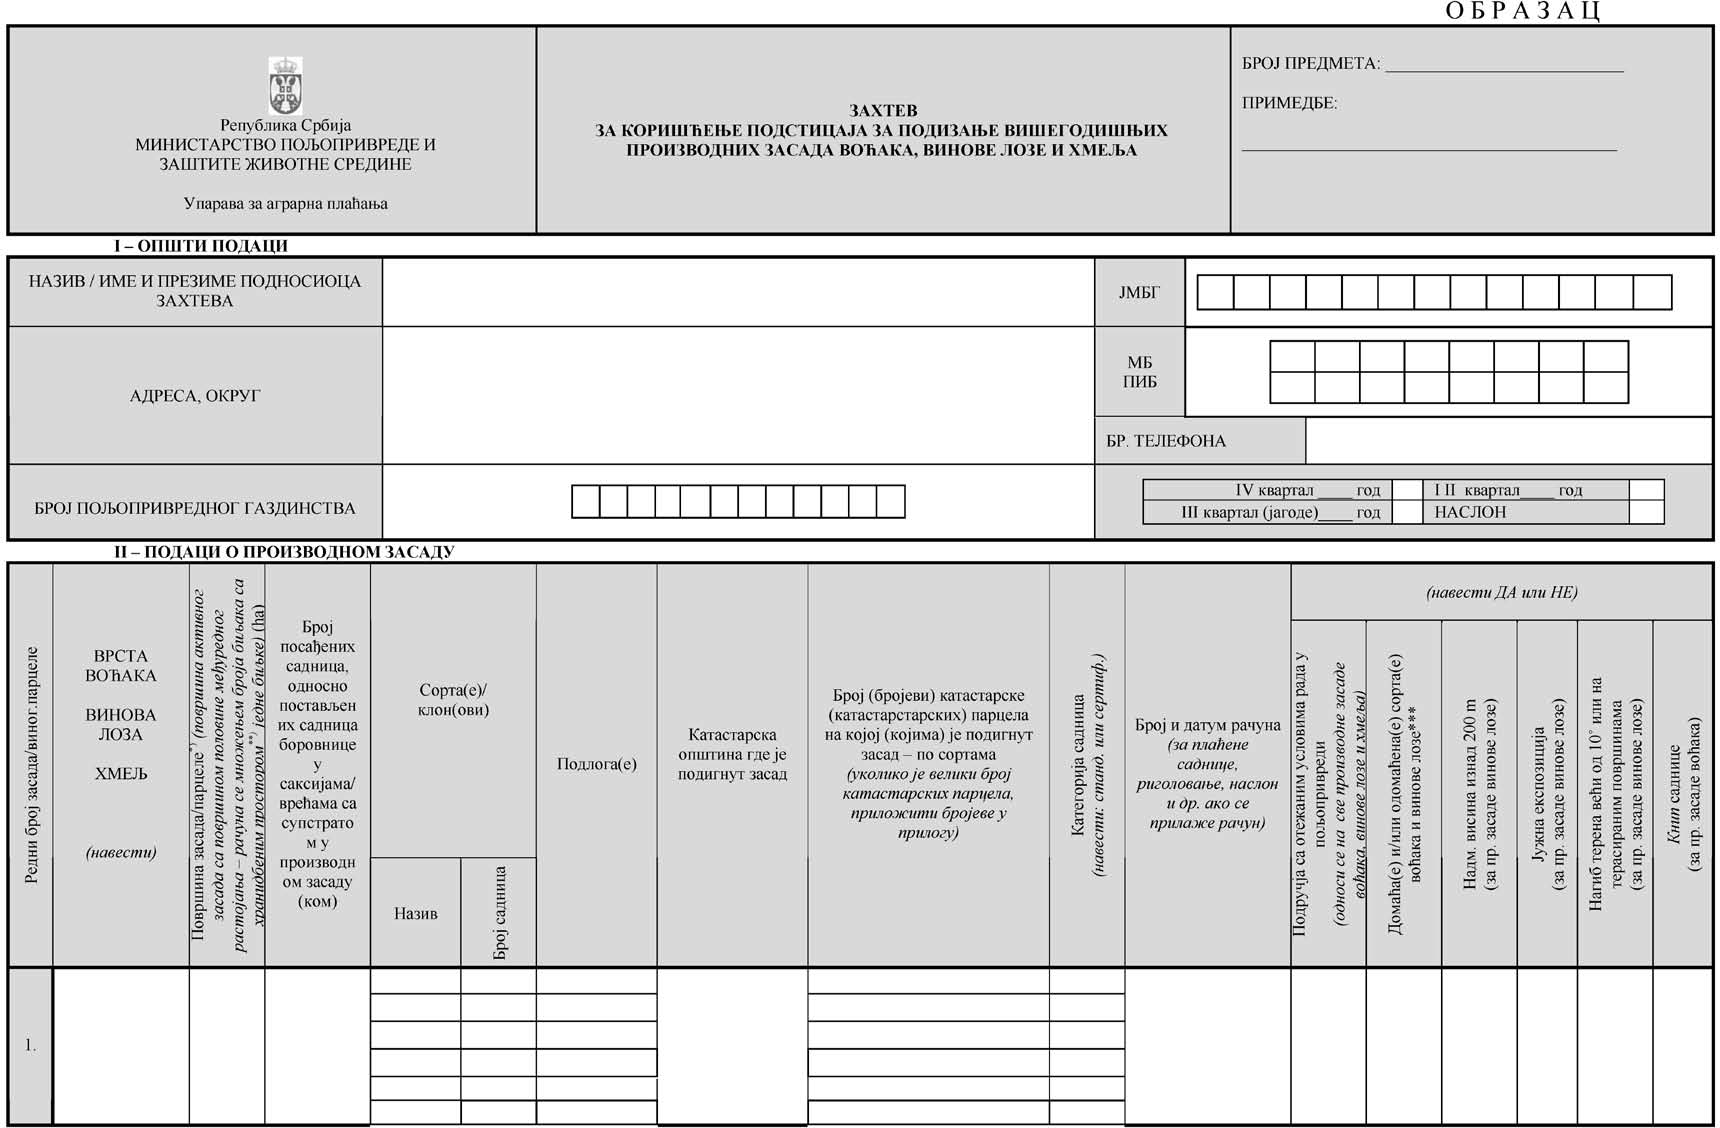 О Б Р А З А Ц
Република Србија
МИНИСТАРСТВО ПОЉОПРИВРЕДЕ И
ЗАШТИТЕ ЖИВОТНЕ СРЕДИНЕ
Управа за аграрна плаћања
ЗАХТЕВ
ЗА КОРИШЋЕЊЕ ПОДСТИЦАЈА ЗА ПОДИЗАЊЕ ВИШЕГОДИШЊИХ
ПРОИЗВОДНИХ ЗАСАДА ВОЋАКА, ВИНОВЕ ЛОЗЕ И ХМЕЉА
БРОЈ ПРЕДМЕТА: ____________________________
ПРИМЕДБЕ:
____________________________________________
I – ОПШТИ ПОДАЦИ
НАЗИВ / ИМЕ И ПРЕЗИМЕ ПОДНОСИОЦА
ЗАХТЕВА
ЈМБГ
АДРЕСА, ОКРУГ
МБ
ПИБ
БР. ТЕЛЕФОНА
БРОЈ ПОЉОПРИВРЕДНОГ ГАЗДИНСТВА
IV квартал ____ год
I II квартал____ год
III квартал (јагоде)____ год
НАСЛОН
II – ПОДАЦИ О ПРОИЗВОДНОМ ЗАСАДУ
Редни број засада/виног.парцеле
ВРСТА
ВОЋАКА
ВИНОВА
ЛОЗА
ХМЕЉ
(навести)
Површина засада/парцеле*) (површина активног
засада са површином половине међуредног
растојања – рачуна се множењем броја биљака са
хранидбеним простором**) једне биљке) (ha)
Број
посађених
садница,
односно
постављен
их садница
боровнице
у
саксијама/
врећама са
супстрато
м у
производн
ом засаду
(ком)
Сорта(е)/
клон(ови)
Назив
Број садница
Подлога(е)
Катастарска
општина где је
подигнут засад
Број (бројеви) катастарске
(катастарстарских) парцела
на којој (којима) је подигнут
засад – по сортама
(уколико је велики број
катастарских парцела,
приложити бројеве у
прилогу)
Категорија садница
(навести: станд. или сертиф.)
Број и датум рачуна
(за плаћене
саднице,
риголовање, наслон
и др. ако се
прилаже рачун)
(навести ДА или НЕ)
Подручја са отежаним условима рада у
пољопривреди
(односи се на све производне засаде
воћака, винове лозе и хмеља)
Домаћа(е) и/или одомаћена(е) сорта(е)
воћака и винове лозе***
Надм. висина изнад 200 m
(за пр. засаде винове лозе)
Јужна експозиција
(за пр. засаде винове лозе)
Нагиб терена већи од 10˚ или на
терасираним површинама
(за пр. засаде винове лозе)
Книп саднице
(за пр. засаде воћака)
1.